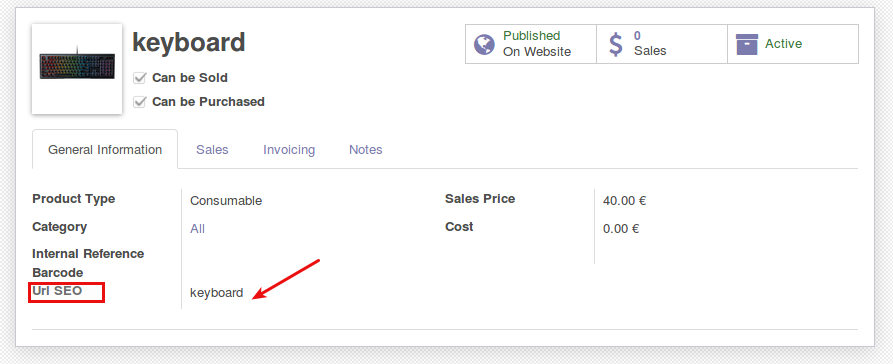 keyboard
Can be Sold
Can be Purchased
Published
On Website
0
Sales
Active
General Information
Sales
Invoicing
Notes
Product Type
Consumable
Category
All
Internal Reference
Barcode
Url SEO
keyboard
Sales Price
40.00 €
Cost
0.00 €